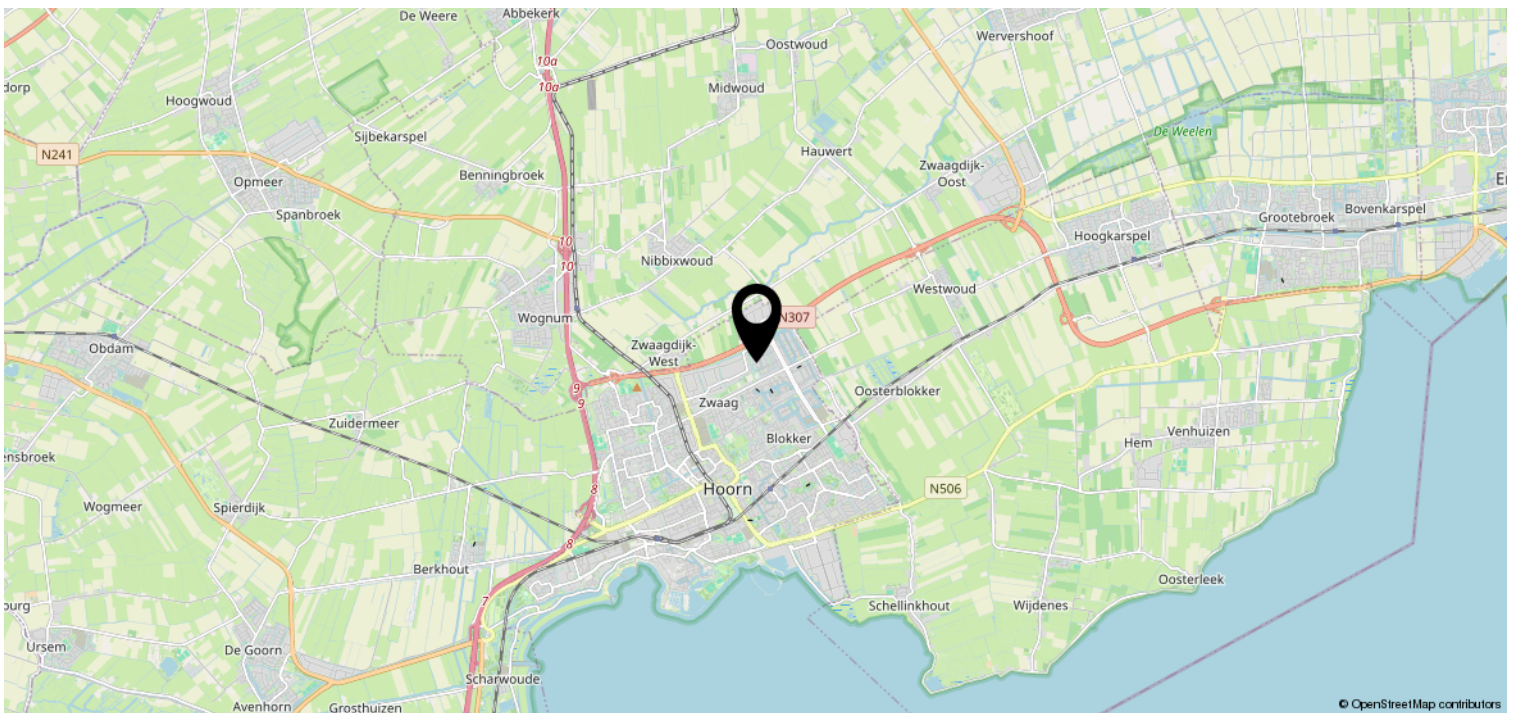 De Weere
Abbekerk
Oostwoud
Wervershoof
10a
10a
dorp
Hoogwoud
Midwoud
Sijbekarspel
De Weelen
N241
Hauwert
Zwaagdijk-
Oost
Benningbroek
Opmeer
Spanbroek
Grootebroek
Bovenkarspel
Hoogkarspel
10
10
Nibbixwoud
Westwoud
Wognum
N307
Obdam
Zwaagdijk-
West
9
9
Zwaag
Oosterblokker
Zuidermeer
Blokker
Hem
Venhuizen
ensbroek
8
Hoorn
N506
Wogmeer
Spierdijk
8
Berkhout
Oosterleek
7
Schellinkhout
Wijdenes
burg
Ursem
De Goorn
Scharwoude
Avenhorn
Grosthuizen
© OpenStreetMap contributors